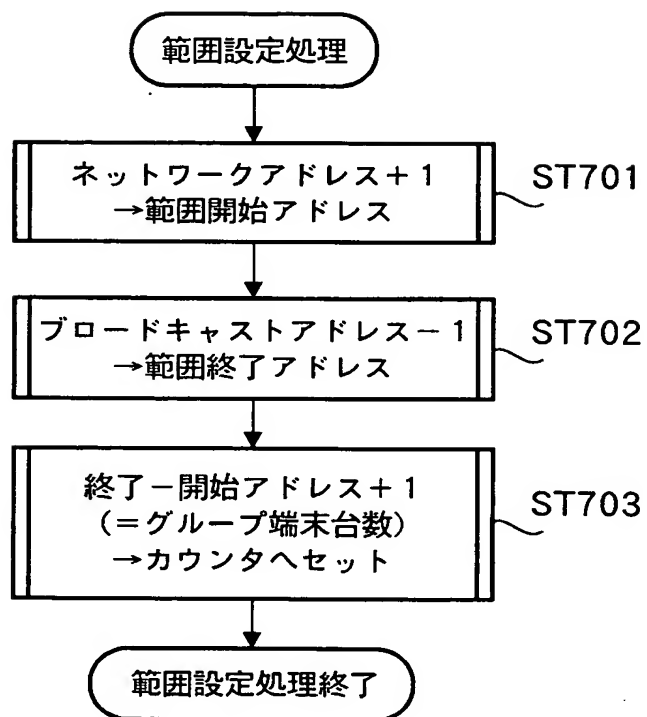 範囲設定処理
ネットワークアドレス＋1
→範囲開始アドレス
ST701
ブロードキャストアドレス－1
→範囲終了アドレス
ST702
終了－開始アドレス＋1
（＝グループ端末台数）
→カウンタへセット
ST703
範囲設定処理終了